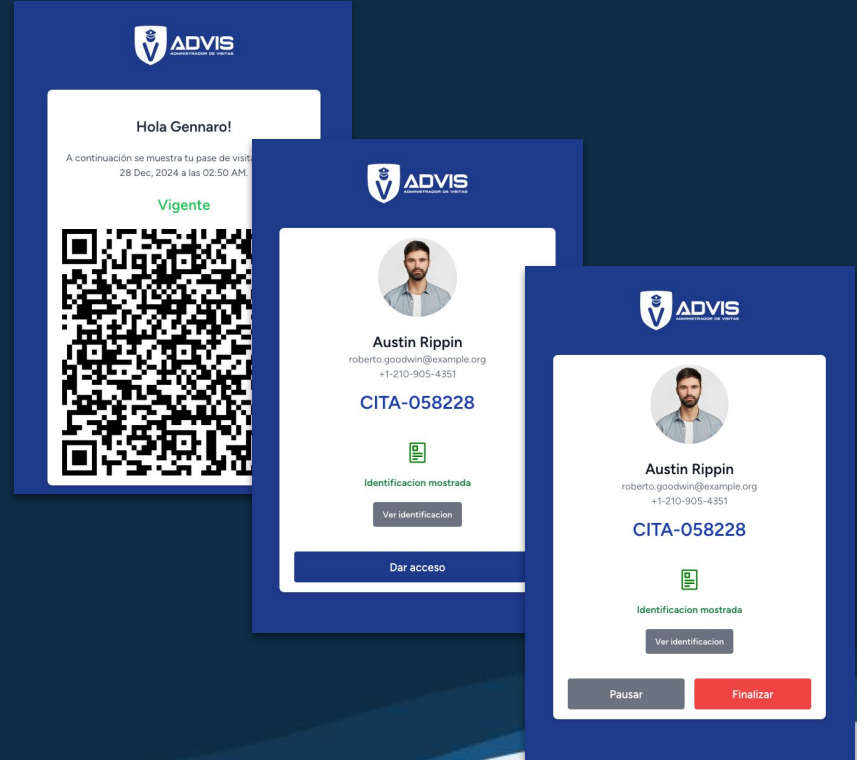 ADVIS
ADMINISTRADOR DE VISITAS
Hola Gennaro!
A continuación se muestra tu pase de
28 Dec, 2024 a las 02:50 AM.
Vigente
ADVIS
ADMINISTRADOR DE VISITAS
Austin Rippin
roberto.goodwin@example.org
+1-210-905-4351
CITA-058228
Identificacion mostrada
Ver identificacion
Dar acceso
ADVIS
ADMINISTRADOR DE VISITAS
Austin Rippin
roberto.goodwin@example.org
+1-210-905-4351
CITA-058228
Identificacion mostrada
Ver identificacion
Pausar
Finalizar